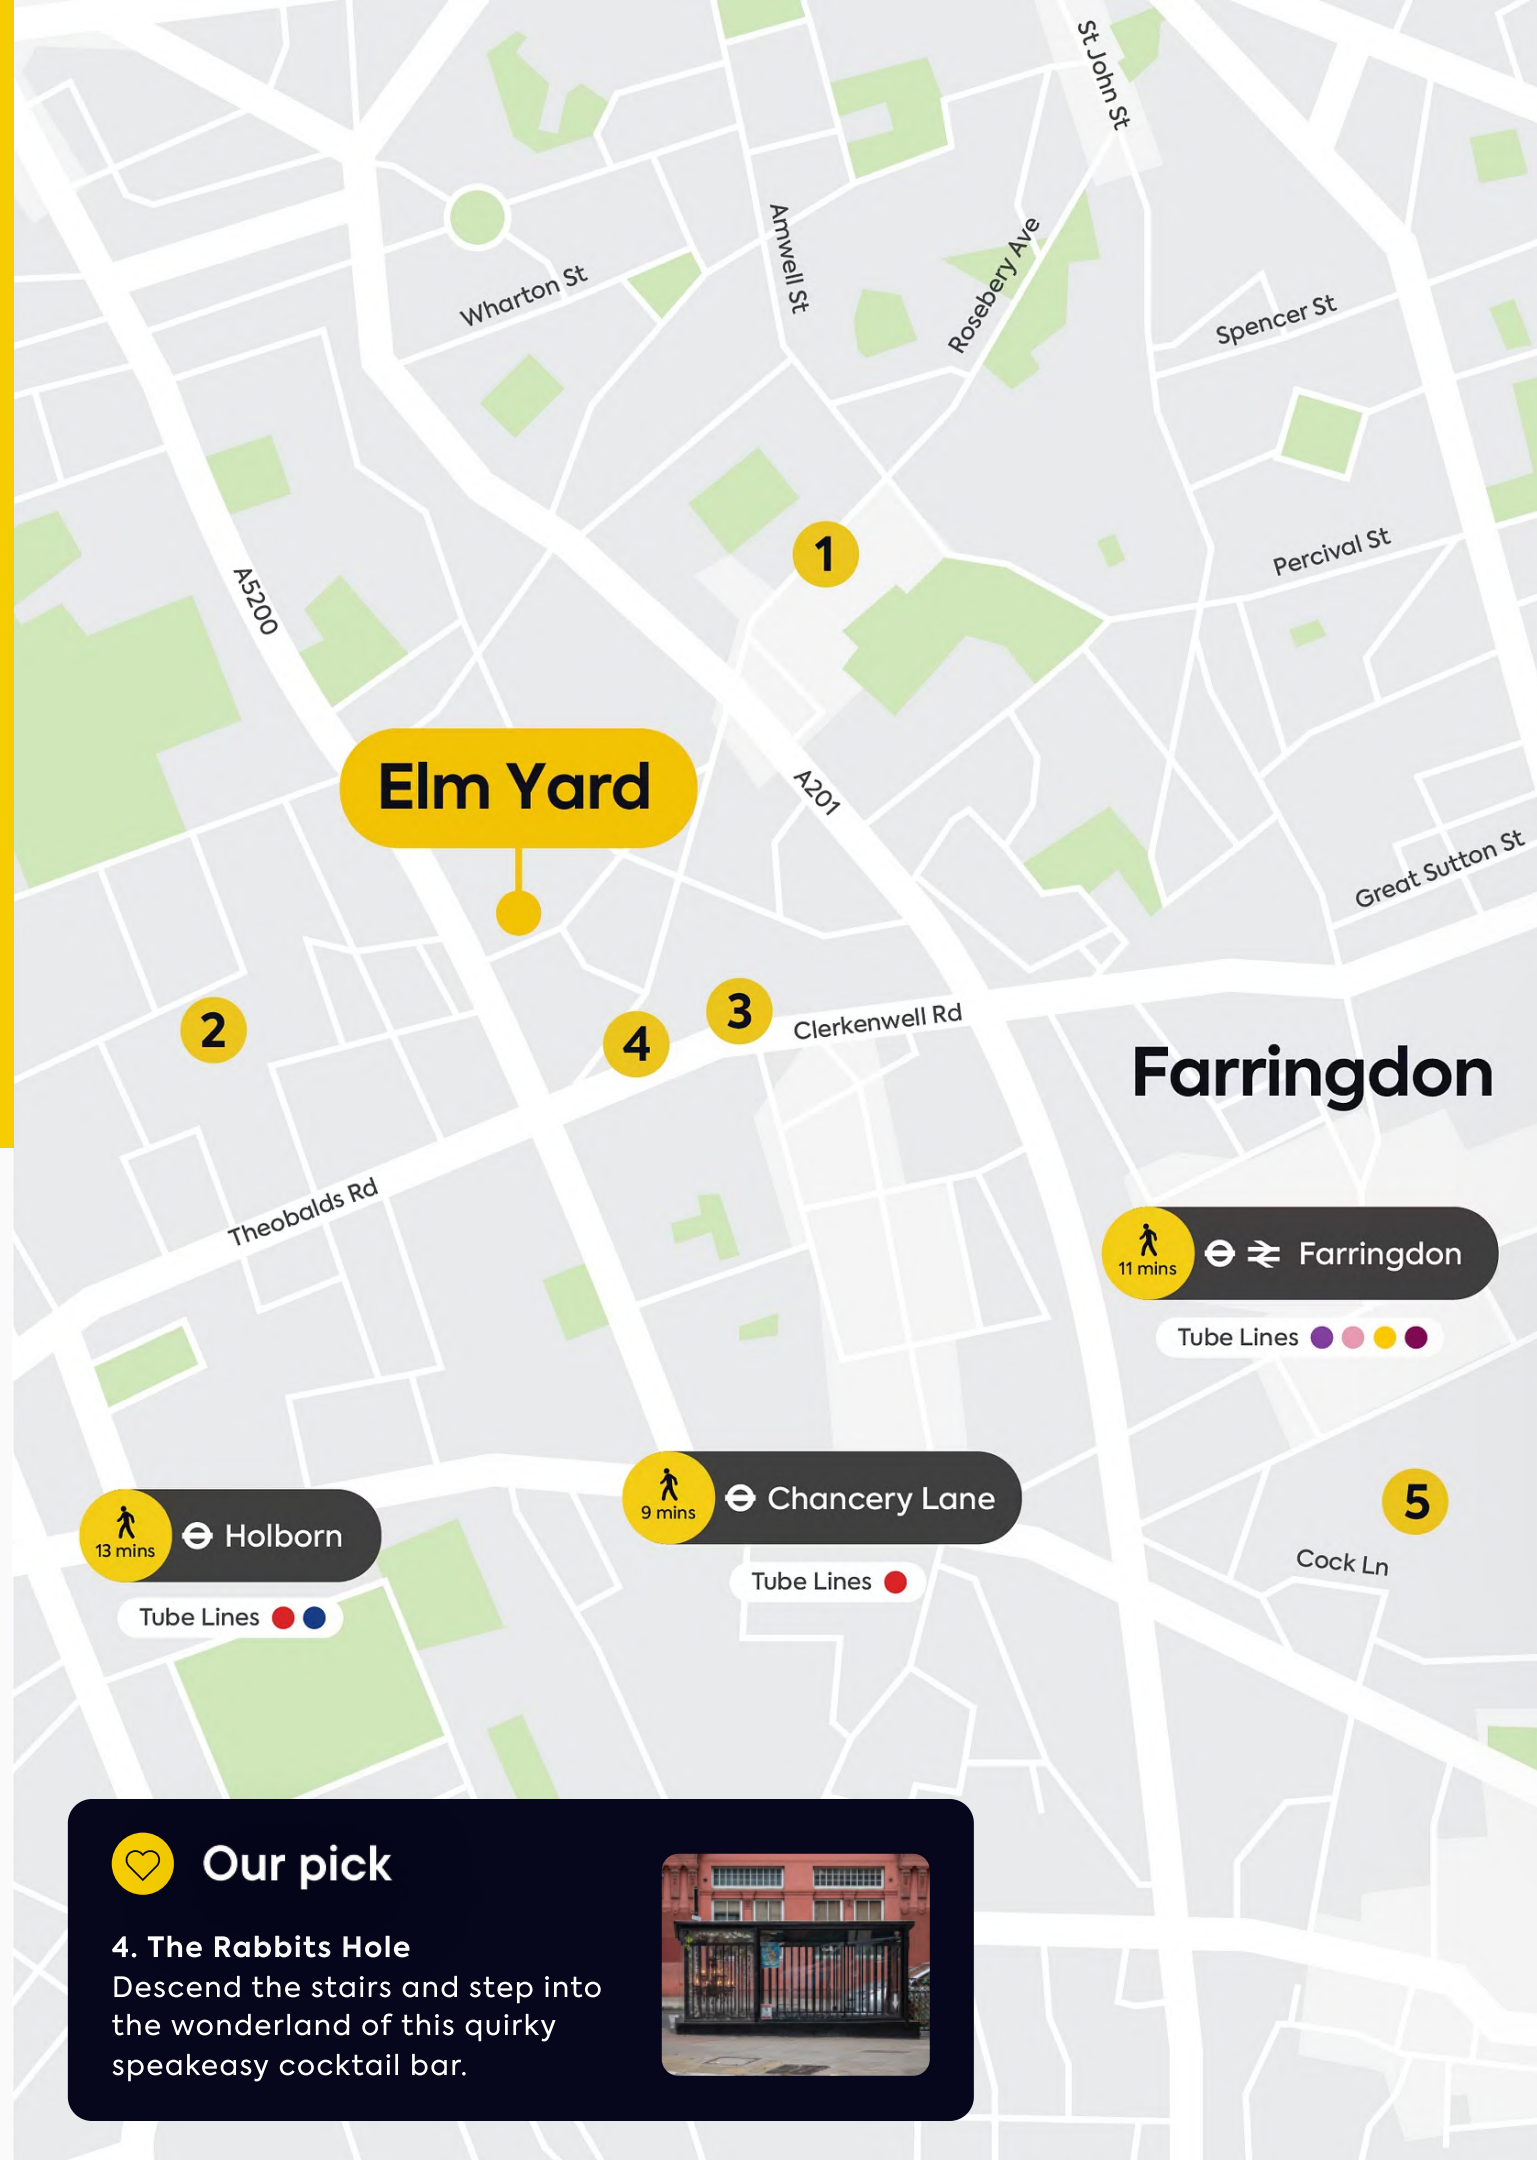 St John St
Amwell St
Rosebery Ave
Wharton St
Spencer St
1
Percival St
A5200
Elm Yard
A201
Great Sutton St
2
3
4
Clerkenwell Rd
Farringdon
Theobalds Rd
11 mins
Farringdon
Tube Lines
9 mins
Chancery Lane
Tube Lines
5
Cock Ln
13 mins
Holborn
Tube Lines
Our pick
4. The Rabbits Hole
Descend the stairs and step into
the wonderland of this quirky
speakeasy cocktail bar.